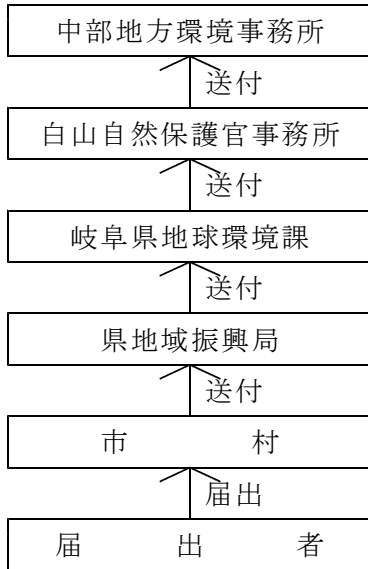 中部地方環境事務所
送付
白山自然保護官事務所
送付
岐阜県地球環境課
送付
県地域振興局
送付
市　　　村
届出
届　　出　　者